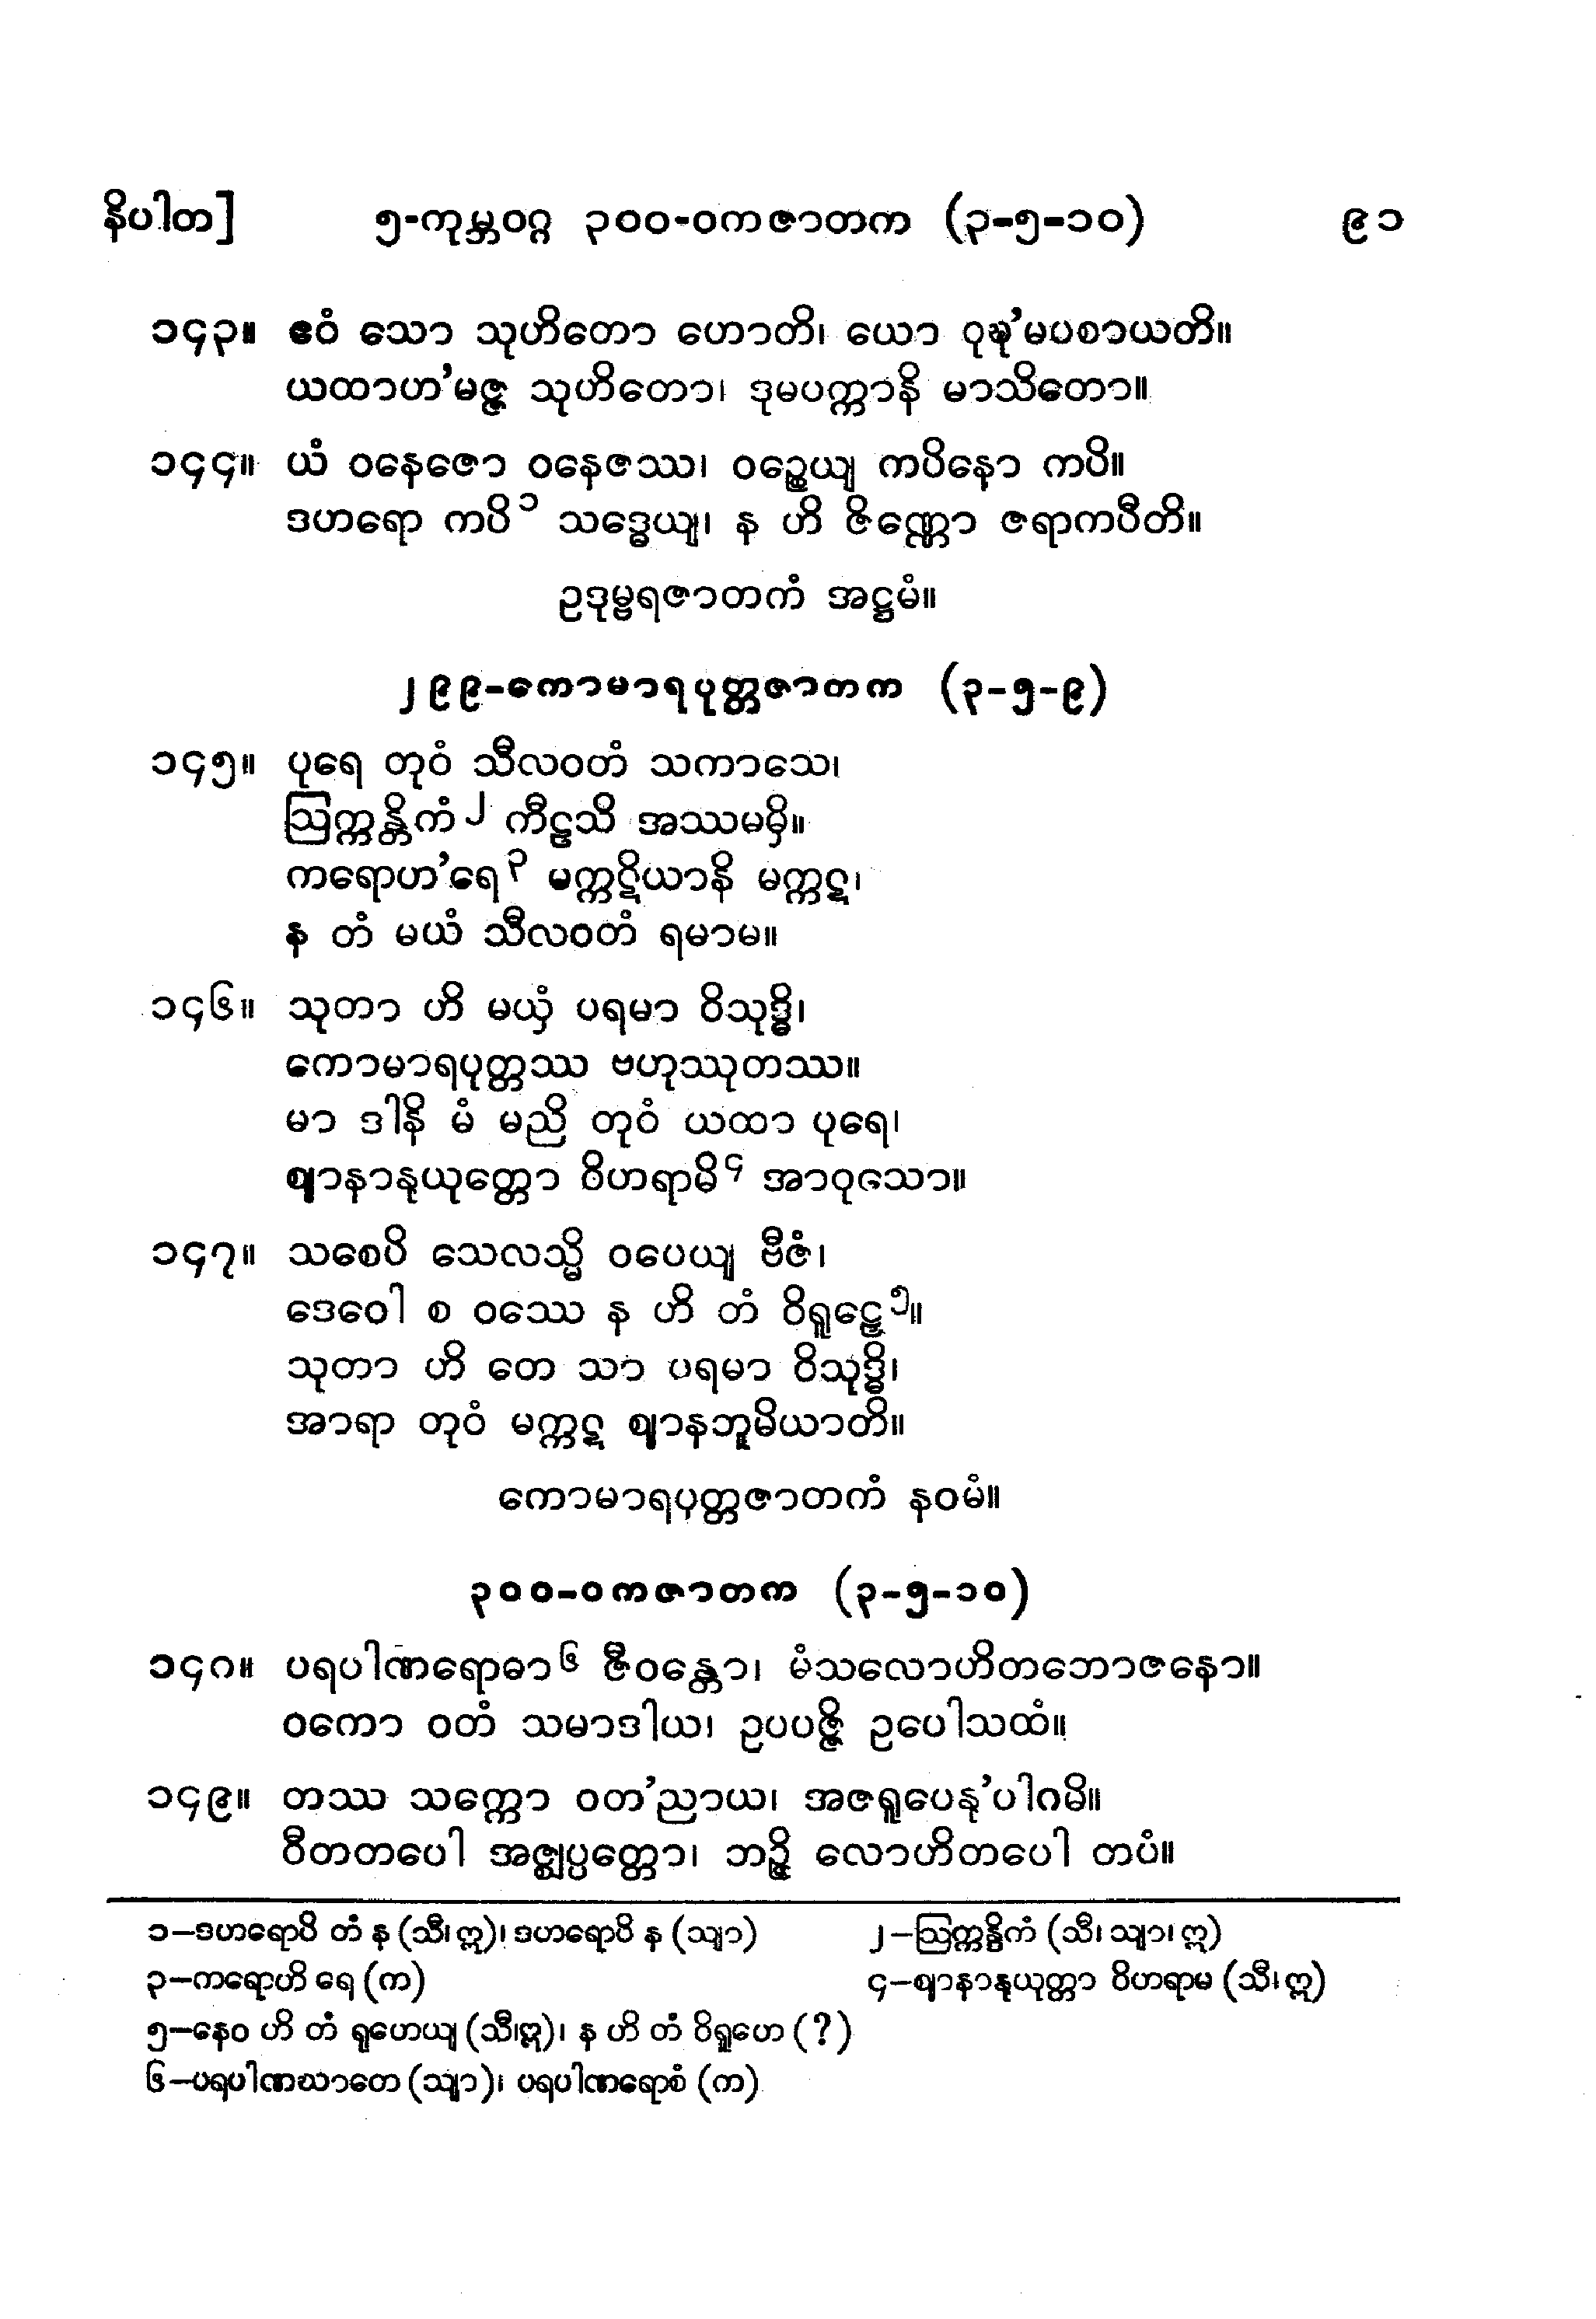 နိပါတ] ၅-ကုမ္ဘဝဂ္ဂ ၃၀၀-ဝကဇာတက (၃-၅-၁၀) ၉၁
၁၄၃။ ဧဝံ သော သုဟိတော ဟောတိ၊ ယော ဝုဍ္ဎ'မပစာယတိ။
ယထာဟ'မဇ္ဇ သုဟိတော၊ ဒုမပက္ကာနိ မာသိတော။
၁၄၄။ ယံ ဝနေဇော ဝနေဇဿ၊ ဝဉ္စေယျ ကပိနော ကပိ။
ဒဟရော ကပိ ၁ သဒ္ဓေယျ၊ န ဟိ ဇိဏ္ဏော ဇရာကပီတိ။
ဥဒုမ္ဗရဇာတကံ အဋ္ဌမံ။
၂၉၉-ကောမာရပုတ္တဇာတက (၃-၅-၉)
၁၄၅။ ပုရေ တုဝံ သီလဝတံ သကာသေ၊
ဩက္ကန္တိကံ ၂ ကီဠသိ အဿမမှိ။
ကရောဟ'ရေ ၃ မက္ကဋိယာနိ မက္ကဋ၊
န တံ မယံ သီလဝတံ ရမာမ။
၁၄၆။ သုတာ ဟိ မယှံ ပရမာ ဝိသုဒ္ဓိ၊
ကောမာရပုတ္တဿ ဗဟုဿုတဿ။
မာ ဒါနိ မံ မညိ တုဝံ ယထာ ပုရေ၊
ဈာနာနုယုတ္တော ဝိဟရာမိ ၄ အာဝုသော။
၁၄၇။ သစေပိ သေလသ္မိ ဝပေယျ ဗီဇံ၊
ဒေဝေါ စ ဝဿေ န ဟိ တံ ဝိရူဠှေ ၅။
သုတာ ဟိ တေ သာ ပရမာ ဝိသုဒ္ဓိ၊
အာရာ တုဝံ မက္ကဋ ဈာနဘူမိယာတိ။
ကောမာရပုတ္တဇာတကံ နဝမံ။
၃၀၀-ဝကဇာတက (၃-၅-၁၀)
၁၄၈။ ပရပါဏရောဓာ ၆ ဇီဝန္တော၊ မံသလောဟိတဘောဇနော။
ဝကော ဝတံ သမာဒါယ၊ ဥပပဇ္ဇိ ဥပေါသထံ။
၁၄၉။ တဿ သက္ကော ဝတ'ညာယ၊ အဇရူပေနု'ပါဂမိ။
ဝီတတပေါ အဇ္ဈပ္ပတ္တော၊ ဘဉ္ဇိ လောဟိတပေါ တပံ။
၁—ဒဟရောပိ တံ န (သီ၊ ဣ)၊ ဒဟရောပိ န (သျာ) ၂—ဩက္ကန္ဒိကံ (သီ၊ သျာ၊ ဣ)
၃—ကရောဟိ ရေ (က) ၄—ဈာနာနုယုတ္တာ ဝိဟရာမ (သီ၊ ဣ)
၅—နေဝ ဟိ တံ ရုဟေယျ (သီ၊ဣ)၊ န ဟိ တံ ဝိရူဟေ (?)
၆—ပရပါဏဃာတေ (သျာ)၊ ပရပါဏရောစံ (က)